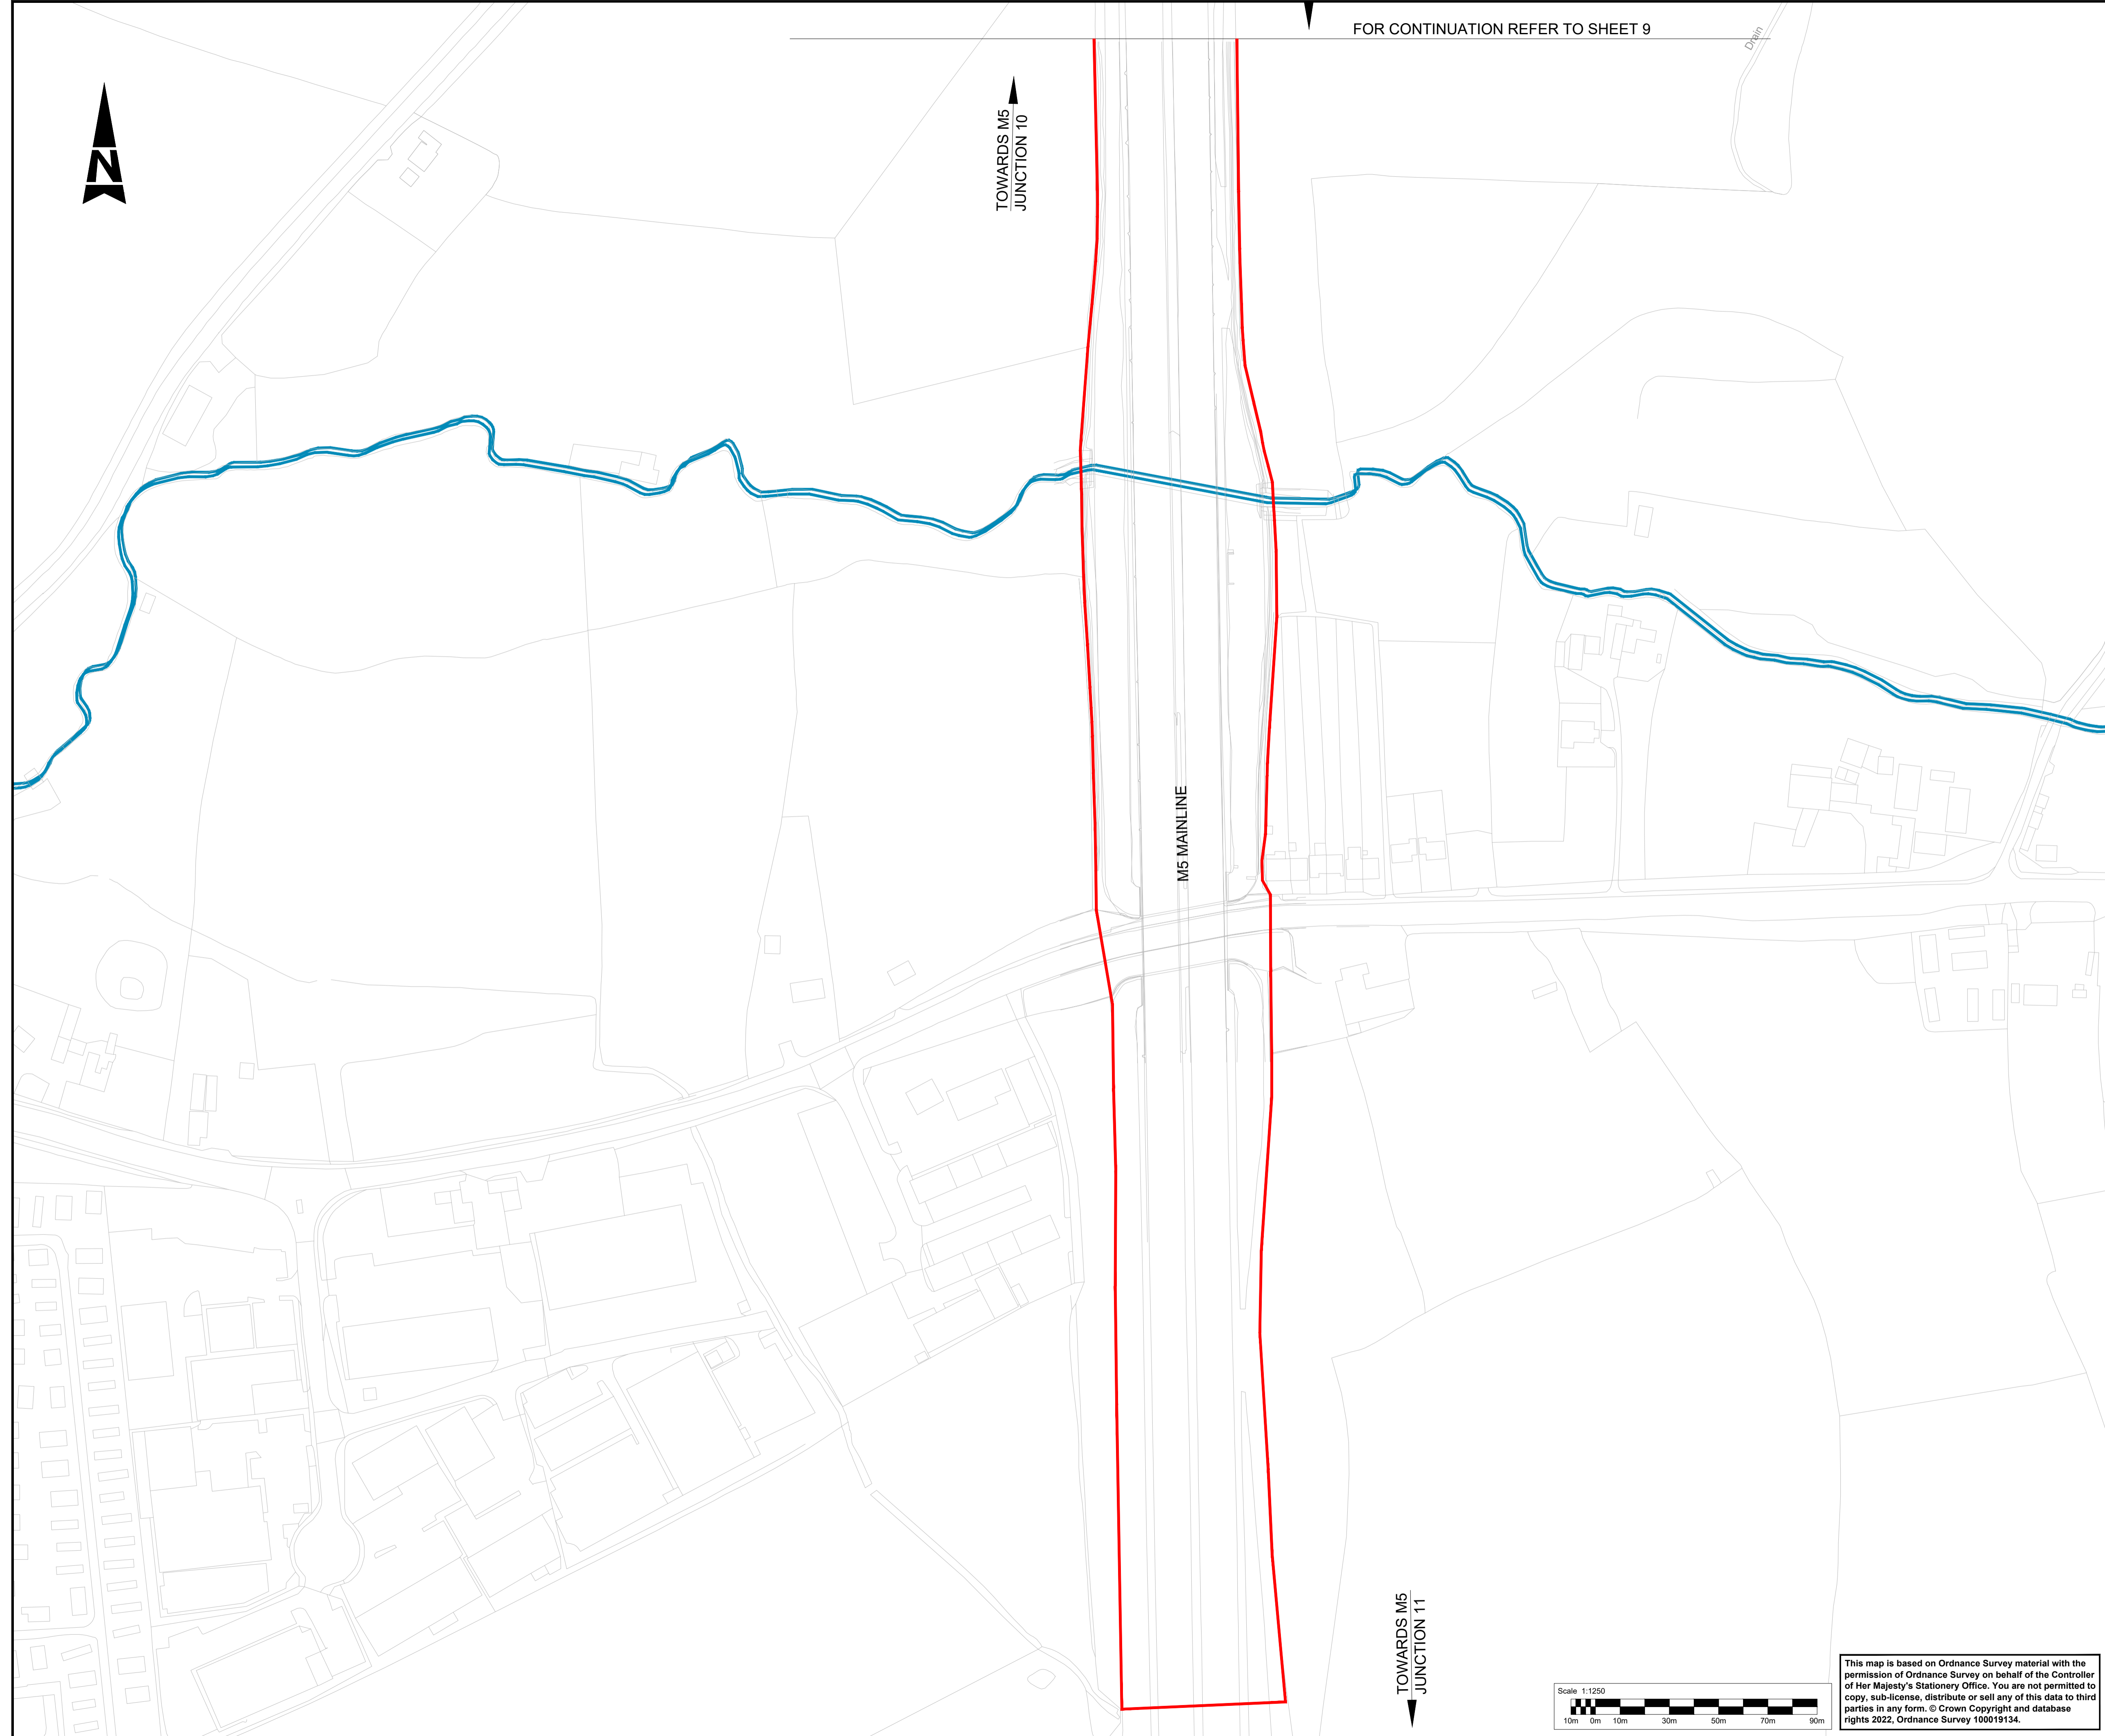 FOR CONTINUATION REFER TO SHEET 9
Drain
TOWARDS M5
JUNCTION 10
N
M5 MAINLINE
TOWARDS M5
JUNCTION 11
Scale 1:1250
10m 0m 10m 30m 50m 70m 90m
This map is based on Ordnance Survey material with the
permission of Ordnance Survey on behalf of the Controller
of Her Majesty's Stationery Office. You are not permitted to
copy, sub-license, distribute or sell any of this data to third
parties in any form. © Crown Copyright and database
rights 2022, Ordnance Survey 100019134.